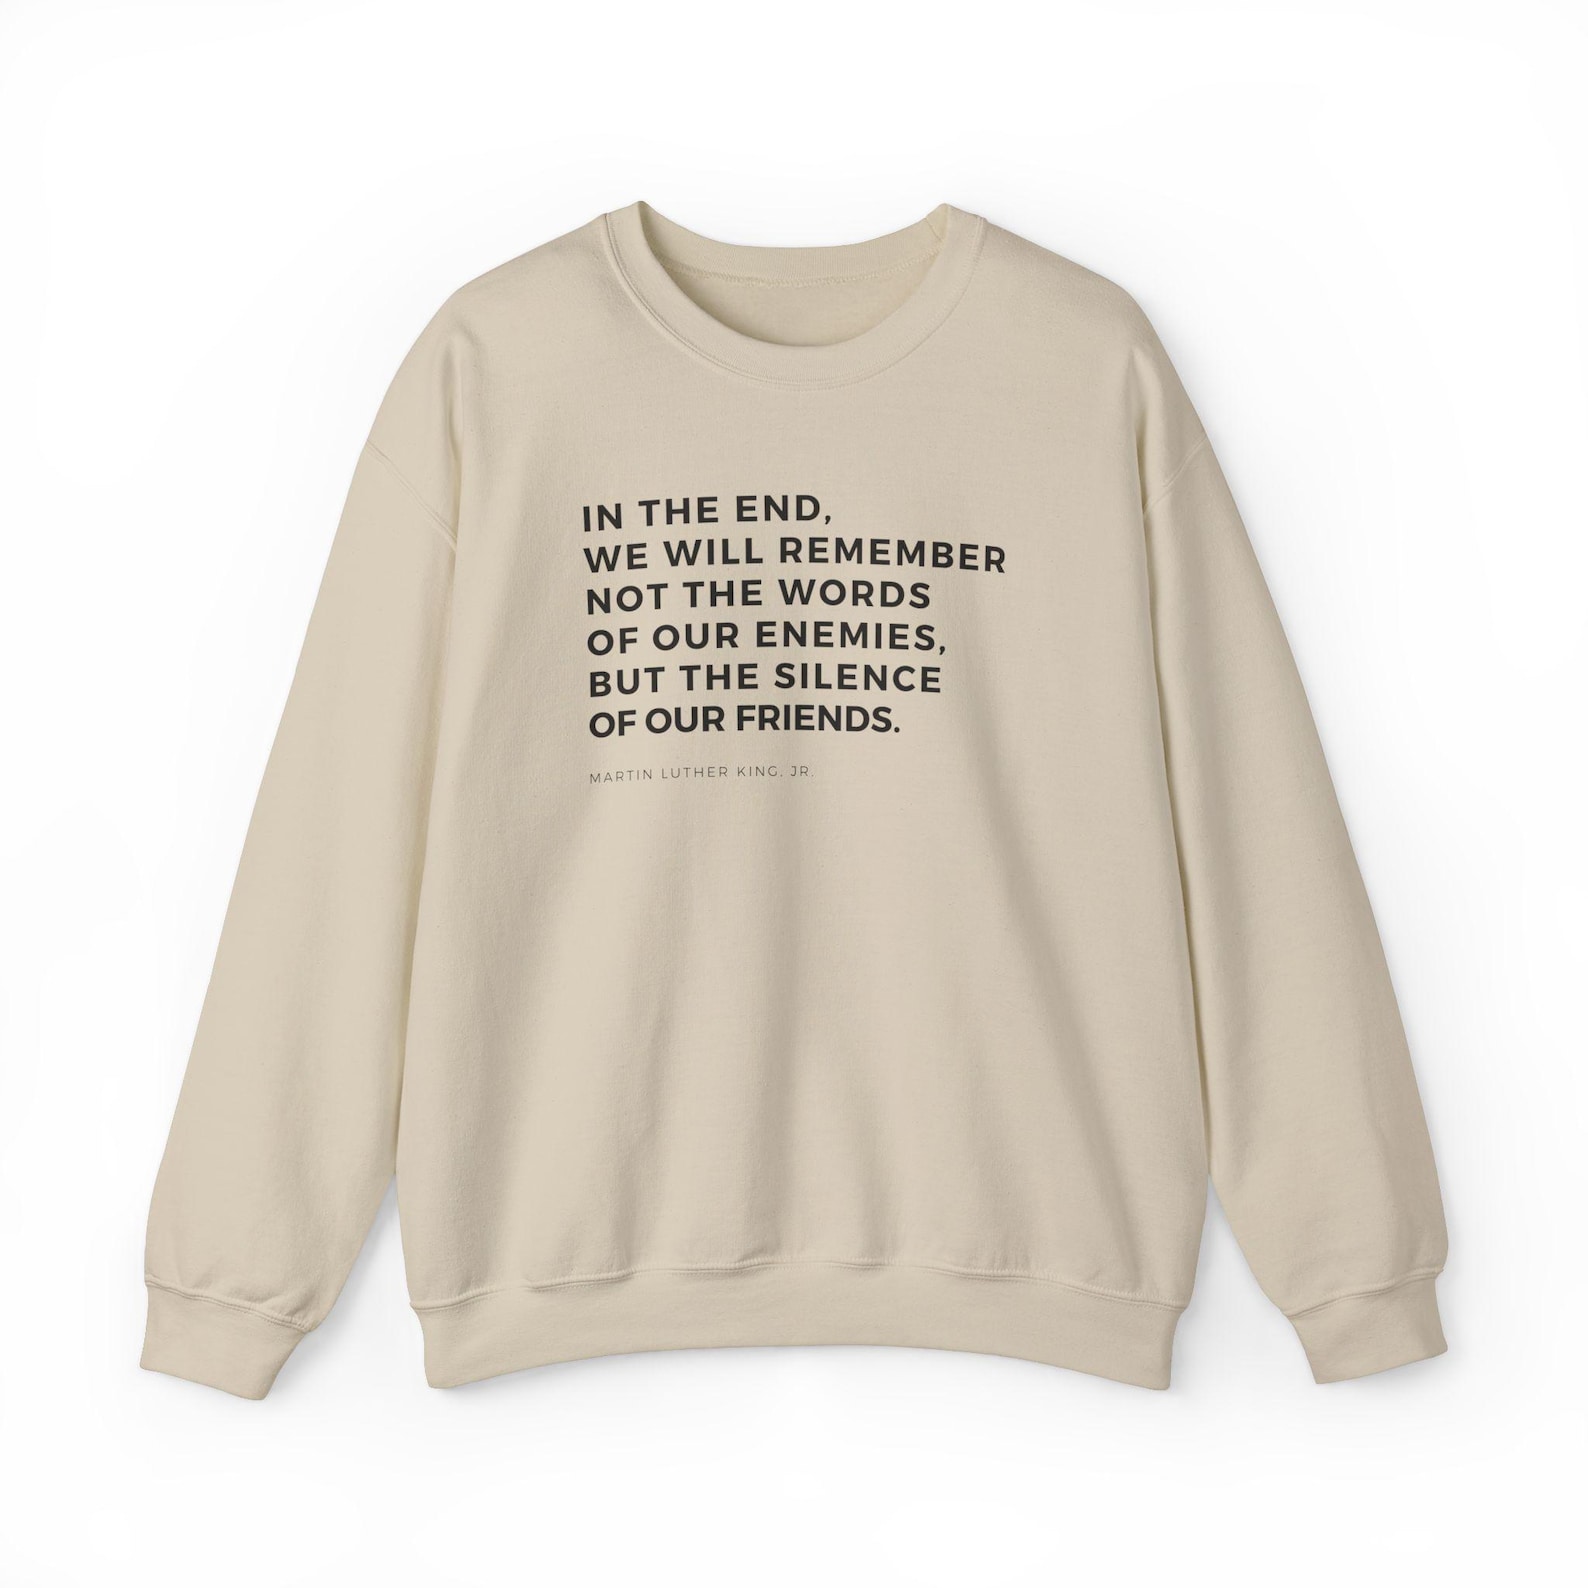 IN THE END,
WE WILL REMEMBER
NOT THE WORDS
OF OUR ENEMIES,
BUT THE SILENCE
OF OUR FRIENDS.
MARTIN LUTHER KING, JR.